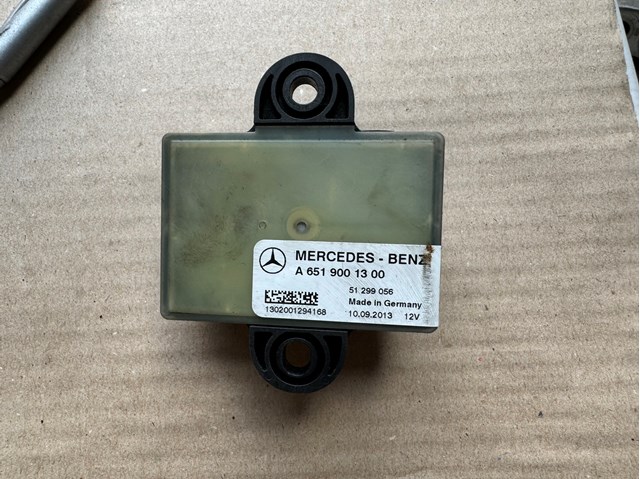 MERCEDES - BENZ
A 651 900 13 00
51 299 056
Made in Germany
1302001294168 10.09.2013 12V